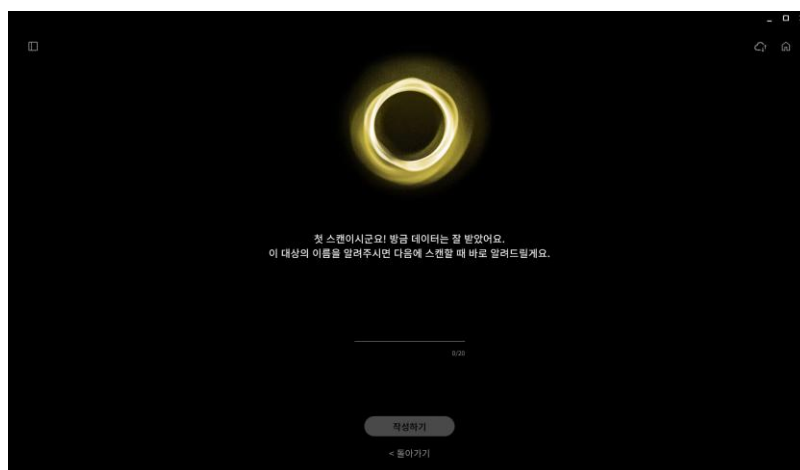 첫 스캔이시군요! 방금 데이터는 잘 받았어요.
이 대상의 이름을 알려주시면 다음에 스캔할 때 바로 알려드릴게요.
0/20
작성하기
< 돌아가기